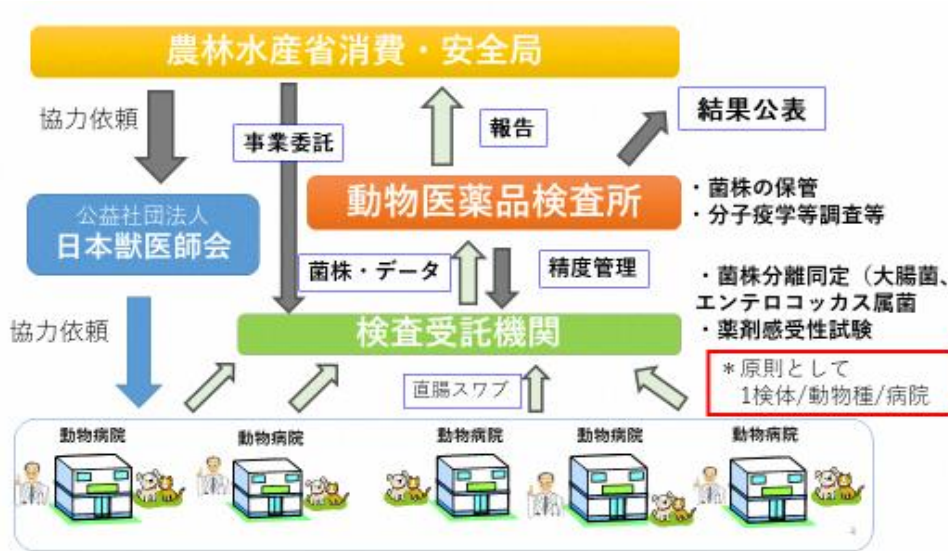 農林水産省消費・安全局
協力依頼
事業委託
報告
結果公表
公益社団法人
日本獣医師会
動物医薬品検査所
・菌株の保管
・分子疫学等調査等
菌株・データ
精度管理
・菌株分離同定（大腸菌、
エンテロコッカス属菌
・薬剤感受性試験
協力依頼
検査受託機関
直腸スワブ
＊原則として
1検体/動物種/病院
動物病院
動物病院
動物病院
動物病院
動物病院